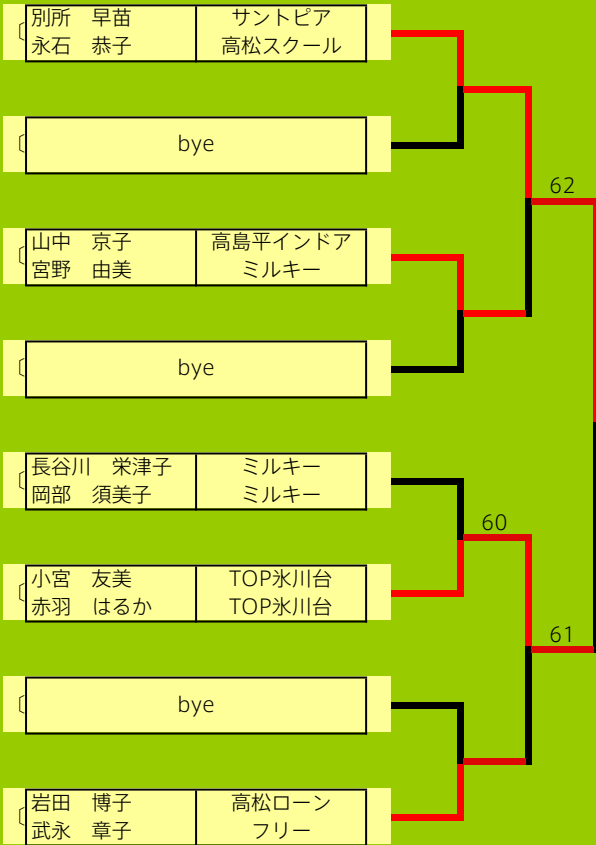 別所　早苗　サントピア
永石　恭子　高松スクール
bye
62
山中　京子　高島平インドア
宮野　由美　ミルキー
bye
長谷川　栄津子　ミルキー
岡部　須美子　ミルキー
60
小宮　友美　TOP氷川台
赤羽　はるか　TOP氷川台
61
bye
岩田　博子　高松ローン
武永　章子　フリー